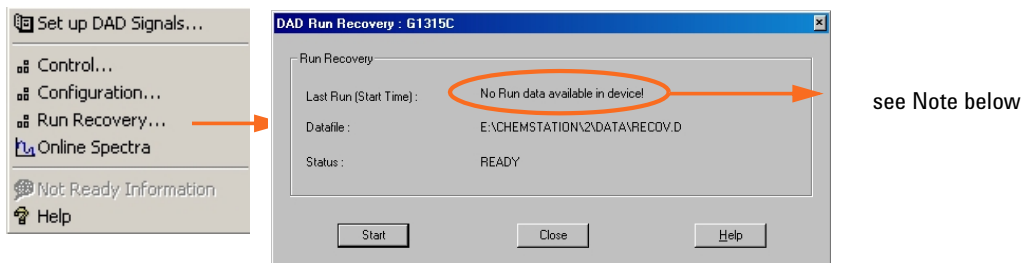 Set up DAD Signals...
Control...
Configuration...
Run Recovery...
Online Spectra
Not Ready Information
Help
DAD Run Recovery : G1315C
Run Recovery
Last Run (Start Time) : No Run data available in device!
Datafile : E:\CHEMSTATION\2\DATA\RECOV.D
Status : READY
Start Close Help
see Note below